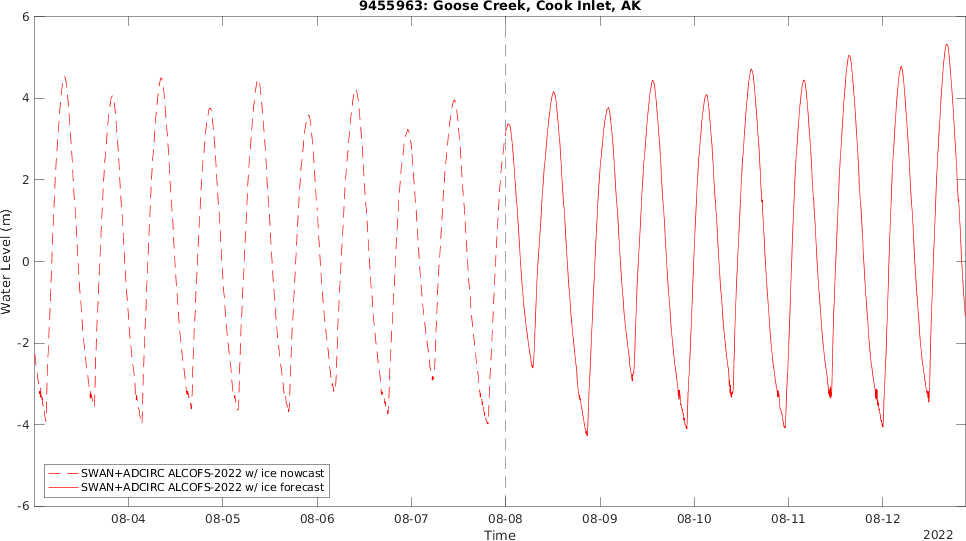 9455963: Goose Creek, Cook Inlet, AK
6
4
2
0
-2
-4
-6
Water Level (m)
SWAN+ADCIRC ALCOFS-2022 w/ ice nowcast
SWAN+ADCIRC ALCOFS-2022 w/ ice forecast
08-04 08-05 08-06 08-07 08-08 08-09 08-10 08-11 08-12
Time
2022